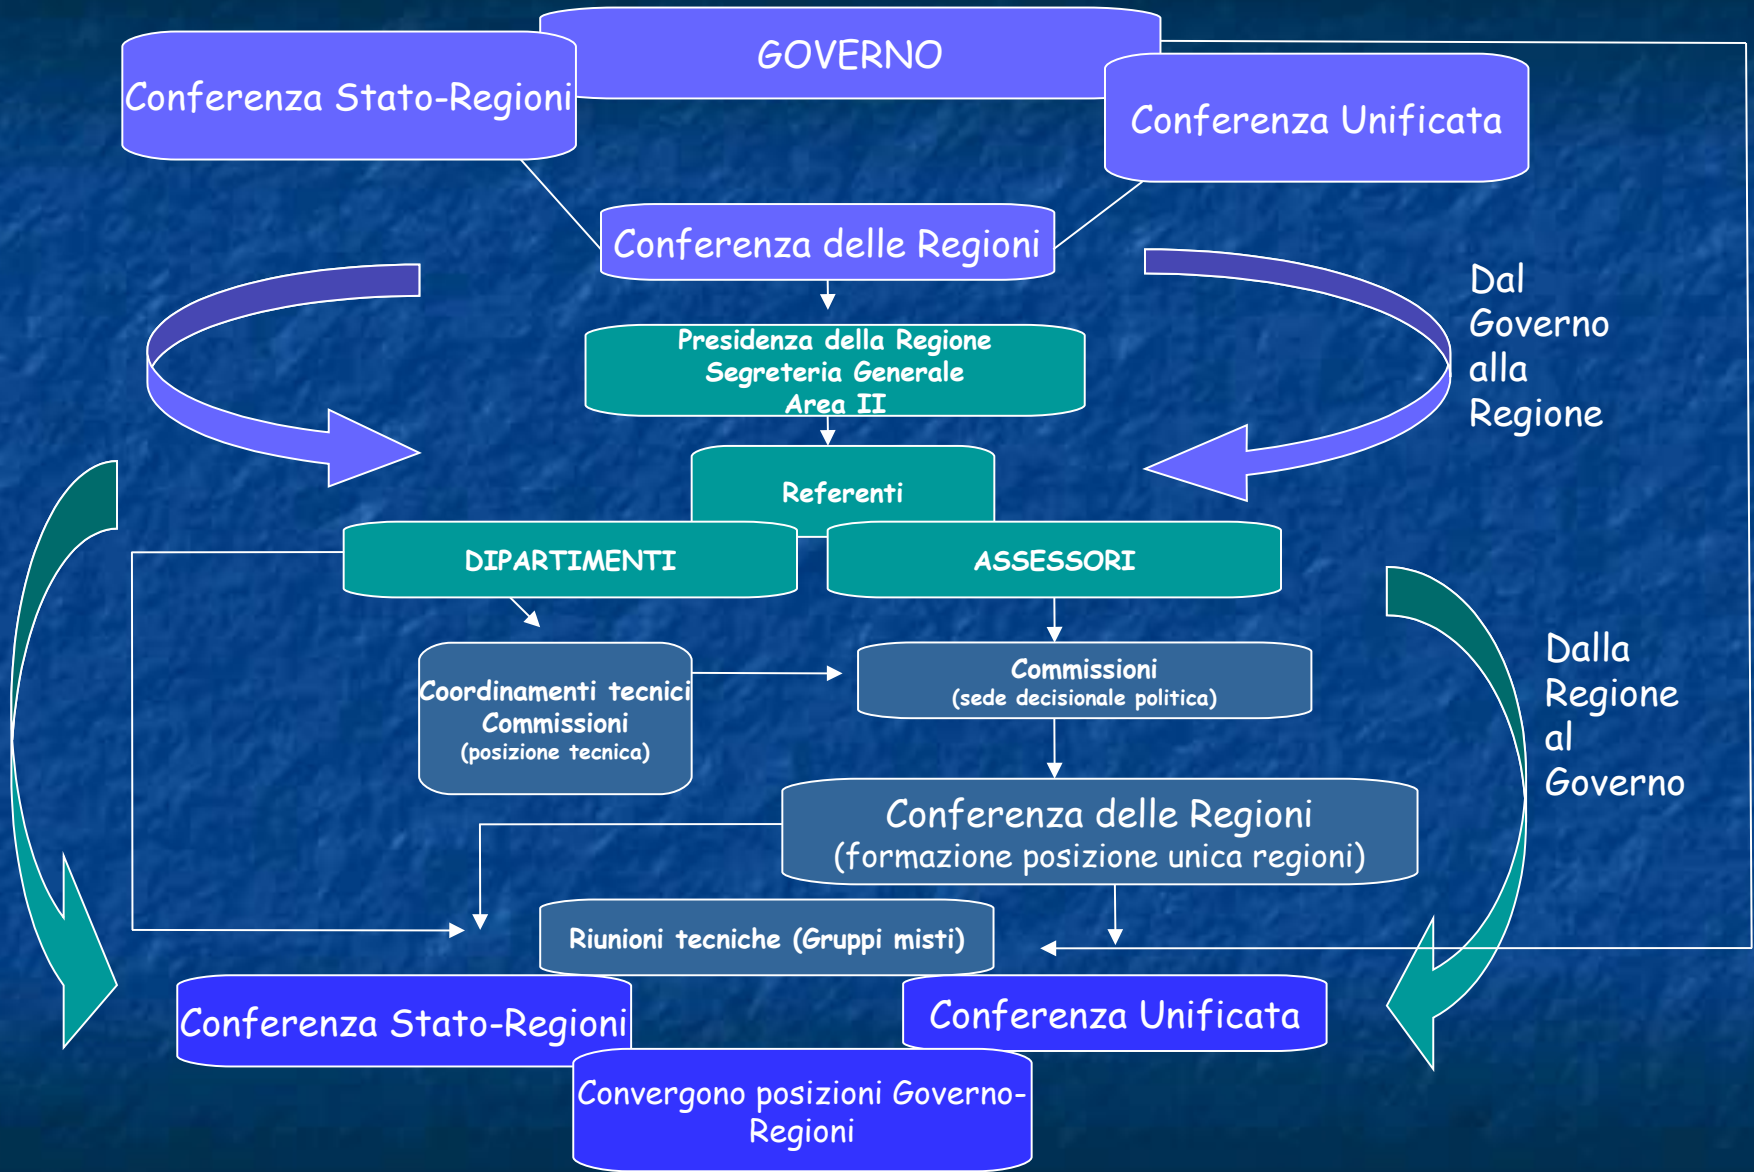 GOVERNO
Conferenza Stato-Regioni
Conferenza Unificata
Conferenza delle Regioni
Dal
Governo
alla
Regione
Presidenza della Regione
Segreteria Generale
Area II
Referenti
DIPARTIMENTI
ASSESSORI
Coordinamenti tecnici
Commissioni
(posizione tecnica)
Commissioni
(sede decisionale politica)
Dalla
Regione
al
Governo
Conferenza delle Regioni
(formazione posizione unica regioni)
Riunioni tecniche (Gruppi misti)
Conferenza Stato-Regioni
Conferenza Unificata
Convergono posizioni Governo-
Regioni